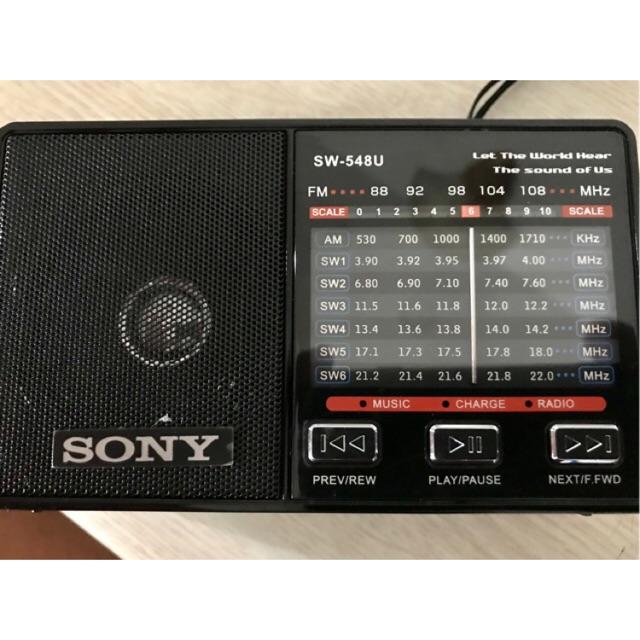 SW-548U
Let The World Hear
The sound of Us
FM 88 92 98 104 108 MHz
SCALE 0 1 2 3 4 5 6 7 8 9 10 SCALE
AM 530 700 1000 1400 1710 KHz
SW1 3.90 3.92 3.95 3.97 4.00 MHz
SW2 6.80 6.90 7.10 7.40 7.60 MHz
SW3 11.5 11.6 11.8 12.0 12.2 MHz
SW4 13.4 13.6 13.8 14.0 14.2 MHz
SW5 17.1 17.3 17.5 17.8 18.0 MHz
SW6 21.2 21.4 21.6 21.8 22.0 MHz
MUSIC CHARGE RADIO
SONY
PREV/REW PLAY/PAUSE NEXT/F.FWD